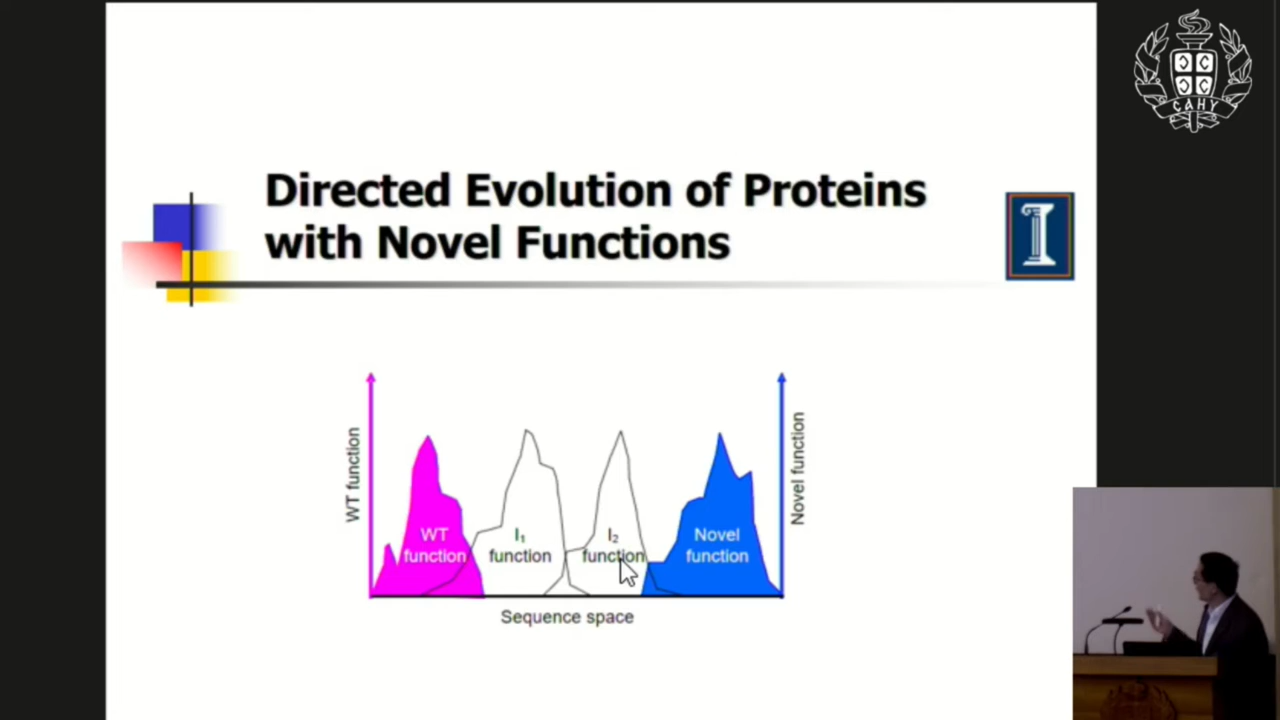 Directed Evolution of Proteins
with Novel Functions
WT function
WT
function
I₁
function
I₂
function
Novel
function
Novel function
Sequence space
САНУ